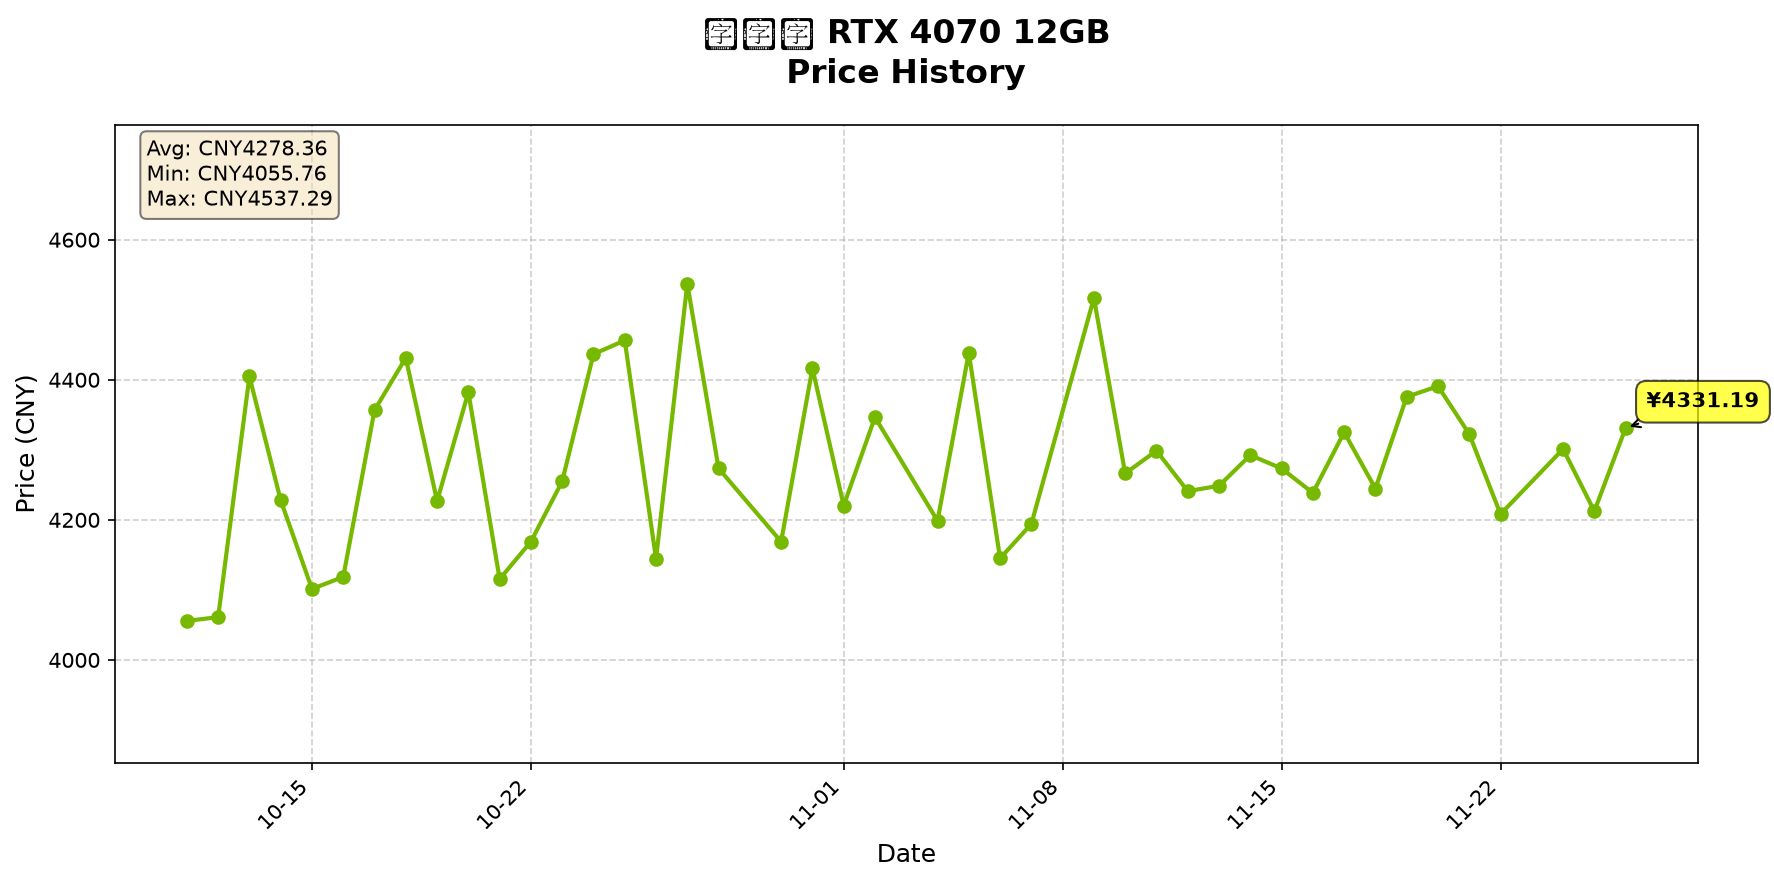 RTX 4070 12GB
Price History
Avg: CNY4278.36
Min: CNY4055.76
Max: CNY4537.29
4600
4400
4200
4000
Price (CNY)
¥4331.19
10-15
10-22
11-01
11-08
11-15
11-22
Date